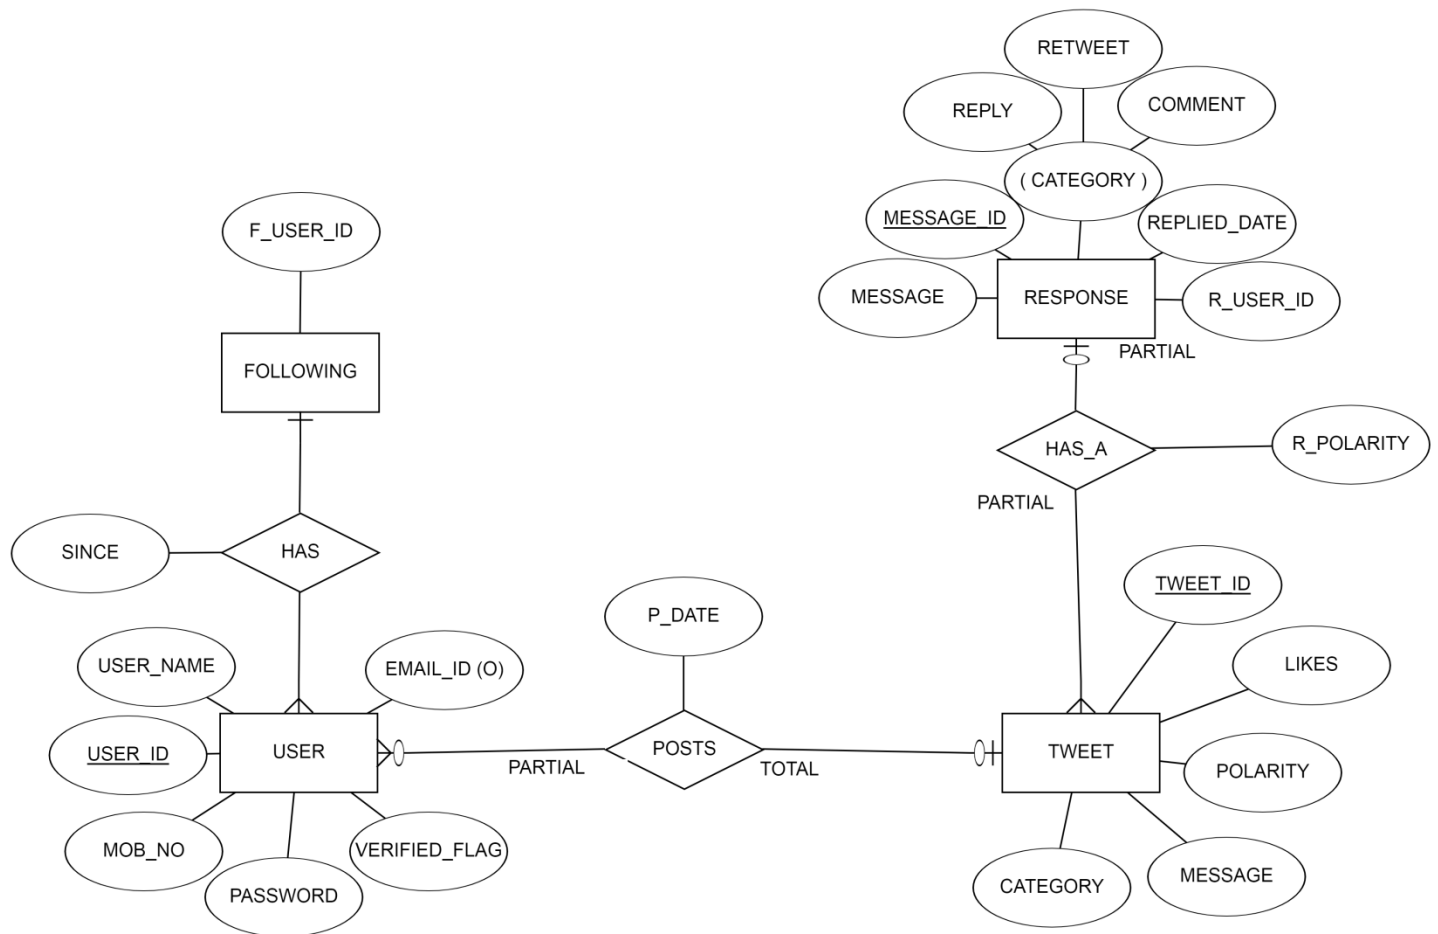 RETWEET
REPLY
COMMENT
( CATEGORY )
MESSAGE_ID
REPLIED_DATE
F_USER_ID
MESSAGE
RESPONSE
R_USER_ID
PARTIAL
FOLLOWING
HAS_A
R_POLARITY
PARTIAL
SINCE
HAS
TWEET_ID
P_DATE
USER_NAME
EMAIL_ID (O)
LIKES
USER_ID
USER
PARTIAL
POSTS
TOTAL
TWEET
POLARITY
MOB_NO
VERIFIED_FLAG
PASSWORD
CATEGORY
MESSAGE